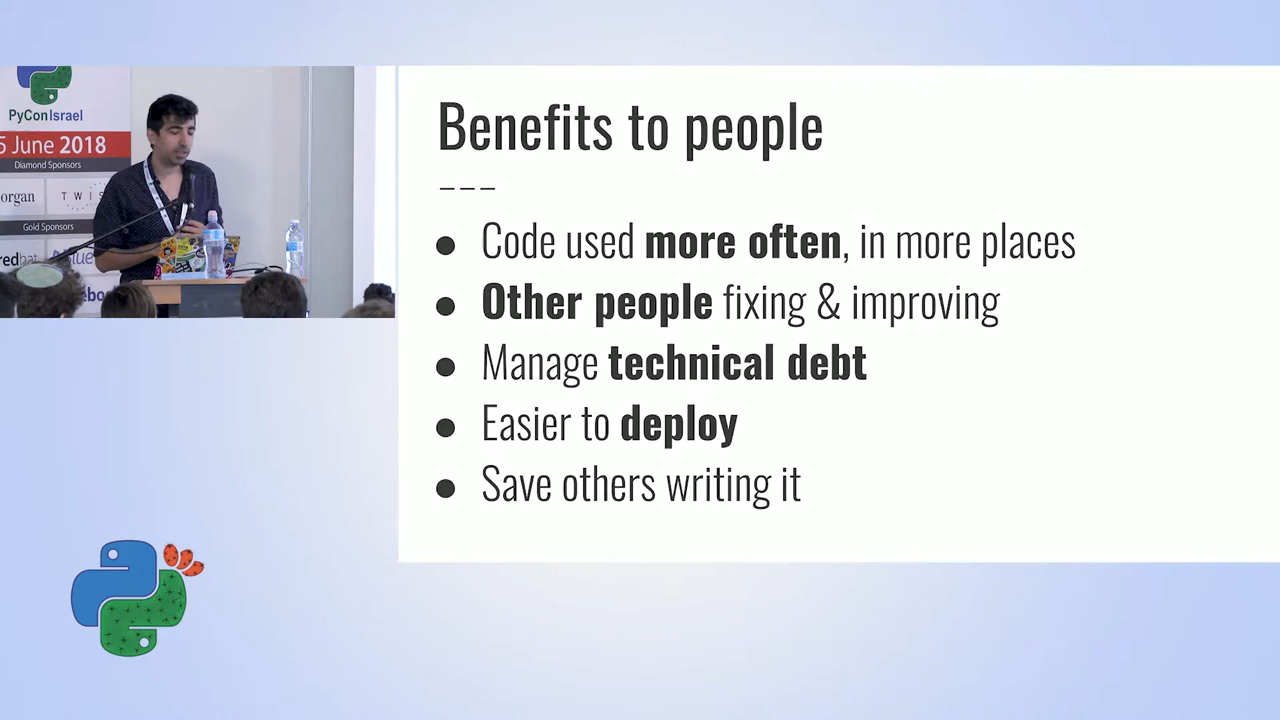 PyConIsrael
5 June 2018
Diamond Sponsors
organ
TWIS
Gold Sponsors
redhat
Benefits to people
---
● Code used more often, in more places
● Other people fixing & improving
● Manage technical debt
● Easier to deploy
● Save others writing it